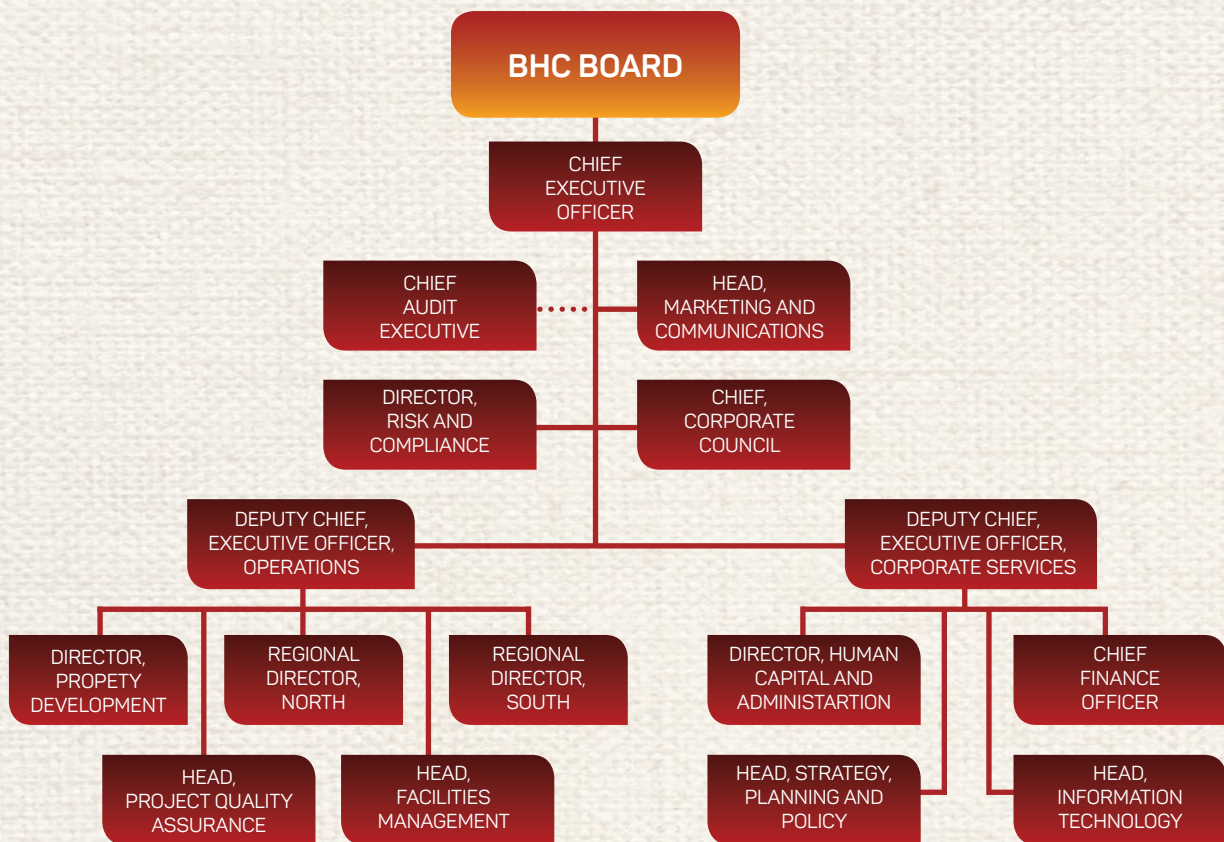 BHC BOARD
CHIEF
EXECUTIVE
OFFICER
CHIEF
AUDIT
EXECUTIVE
HEAD,
MARKETING AND
COMMUNICATIONS
DIRECTOR,
RISK AND
COMPLIANCE
CHIEF,
CORPORATE
COUNCIL
DEPUTY CHIEF,
EXECUTIVE OFFICER,
OPERATIONS
DEPUTY CHIEF,
EXECUTIVE OFFICER,
CORPORATE SERVICES
DIRECTOR,
PROPETY
DEVELOPMENT
REGIONAL
DIRECTOR,
NORTH
REGIONAL
DIRECTOR,
SOUTH
DIRECTOR, HUMAN
CAPITAL AND
ADMINISTARTION
CHIEF
FINANCE
OFFICER
HEAD,
PROJECT QUALITY
ASSURANCE
HEAD,
FACILITIES
MANAGEMENT
HEAD, STRATEGY,
PLANNING AND
POLICY
HEAD,
INFORMATION
TECHNOLOGY